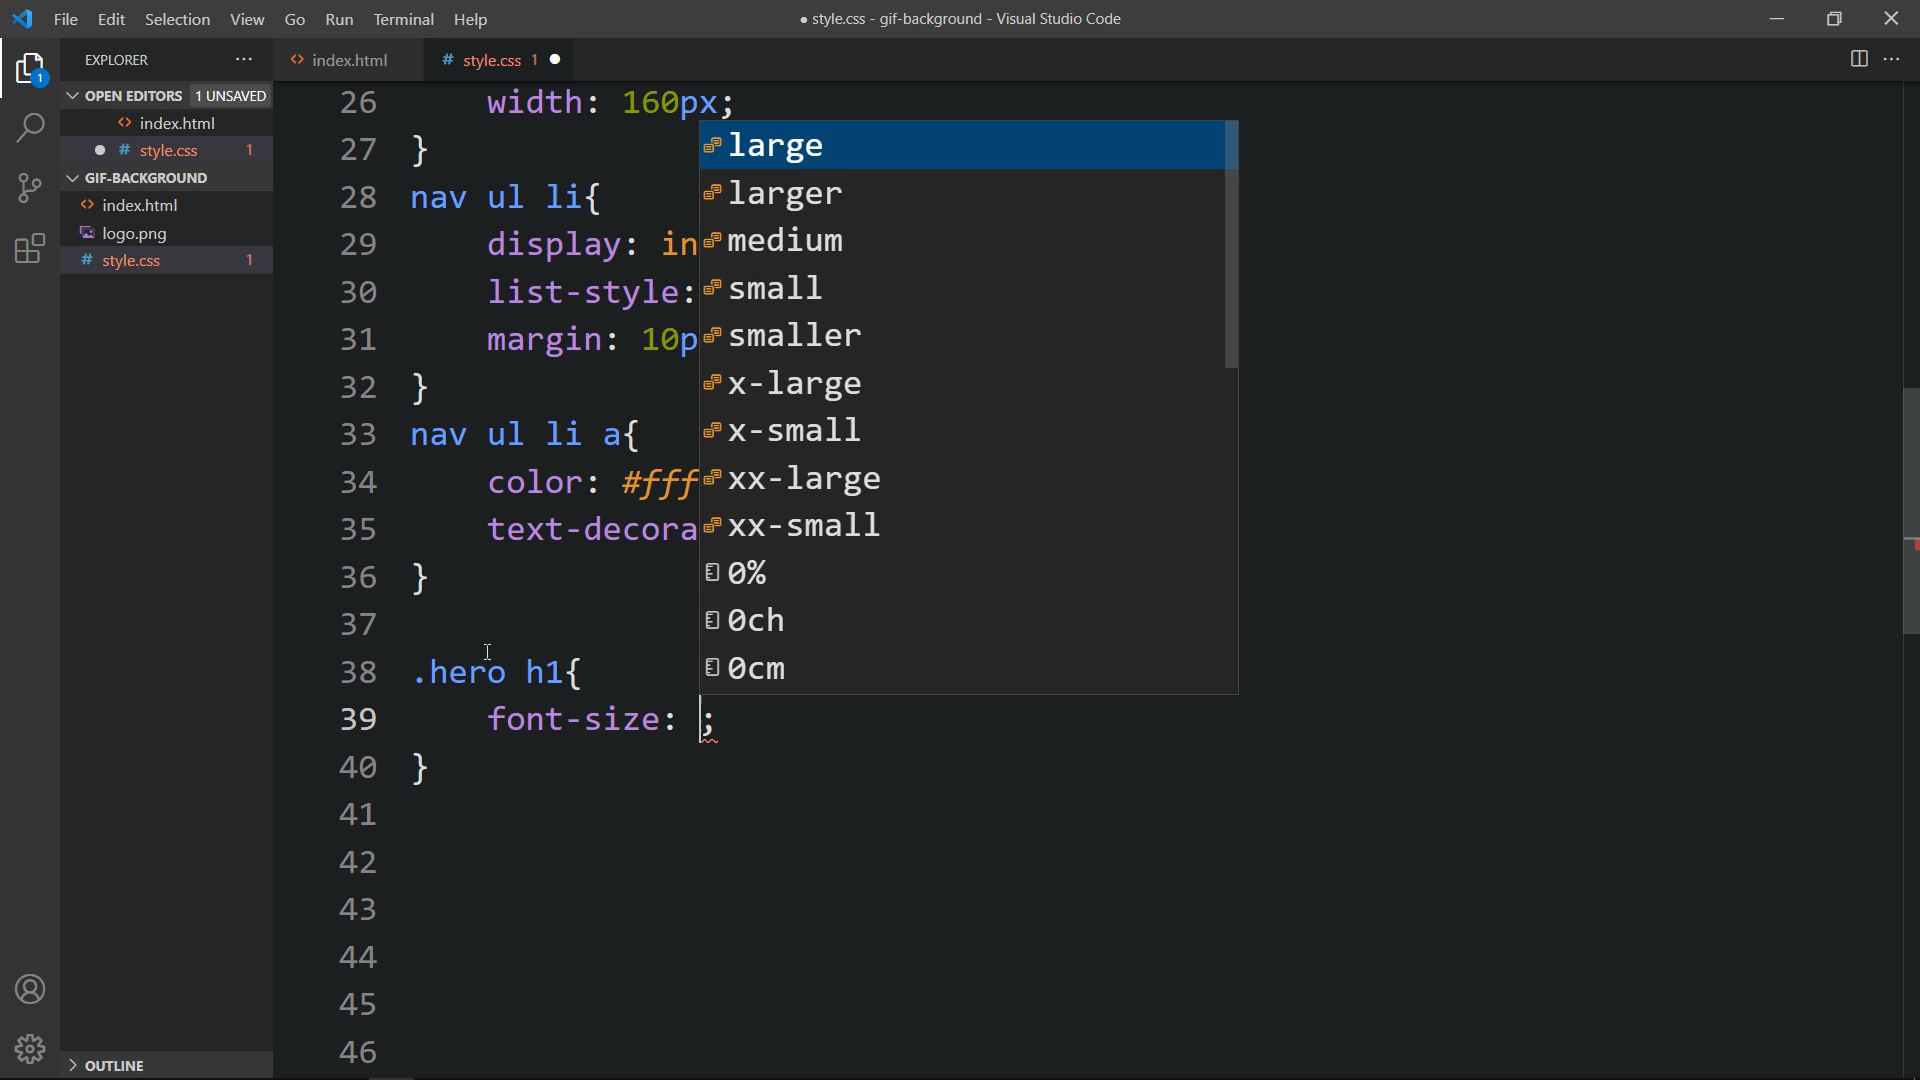 File Edit Selection View Go Run Terminal Help
● style.css - gif-background - Visual Studio Code
EXPLORER
index.html
style.css 1
OPEN EDITORS 1 UNSAVED
index.html
style.css 1
GIF-BACKGROUND
index.html
logo.png
style.css 1
OUTLINE
1
26 width: 160px;
27 }
28 nav ul li{
29 display: in
30 list-style:
31 margin: 10p
32 }
33 nav ul li a{
34 color: #fff
35 text-decora
36 }
37
38 .hero h1{
39 font-size: ;
40 }
41
42
43
44
45
46
large
larger
medium
small
smaller
x-large
x-small
xx-large
xx-small
0%
0ch
0cm